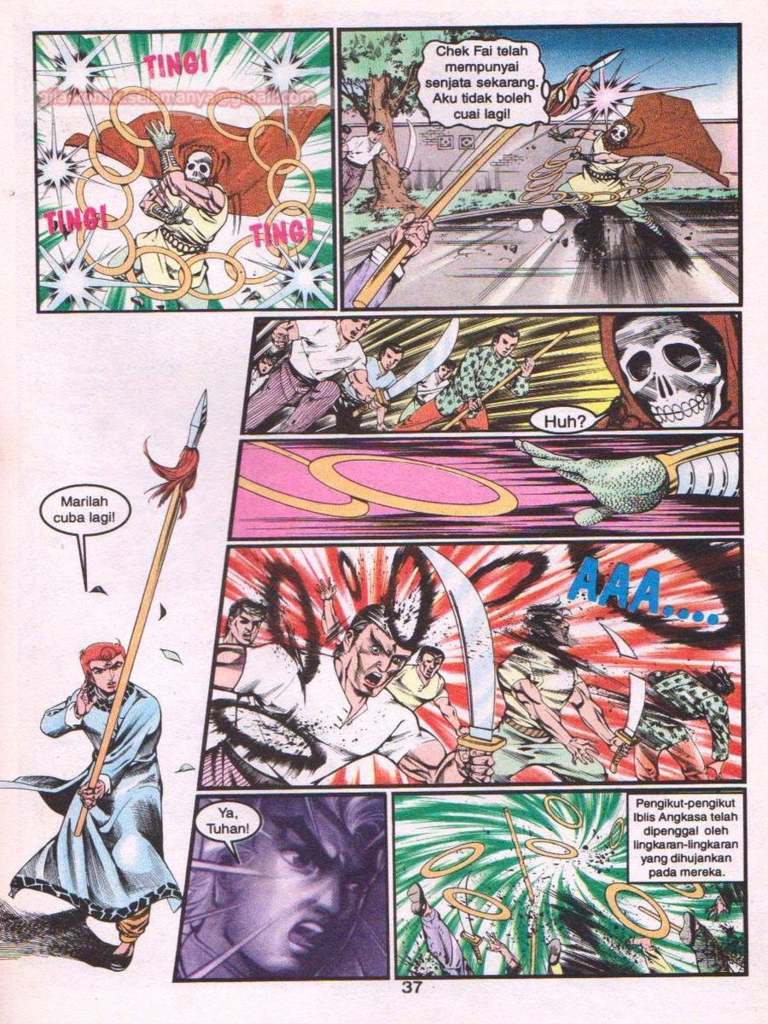 TING!
TING!
TING!
Chek Fai telah
mempunyai
senjata sekarang.
Aku tidak boleh
cuai lagi!
Huh?
Marilah
cuba lagi!
AAA....
Ya,
Tuhan!
Pengikut-pengikut
Iblis Angkasa telah
dipenggal oleh
lingkaran-lingkaran
yang dihujankan
pada mereka.
37